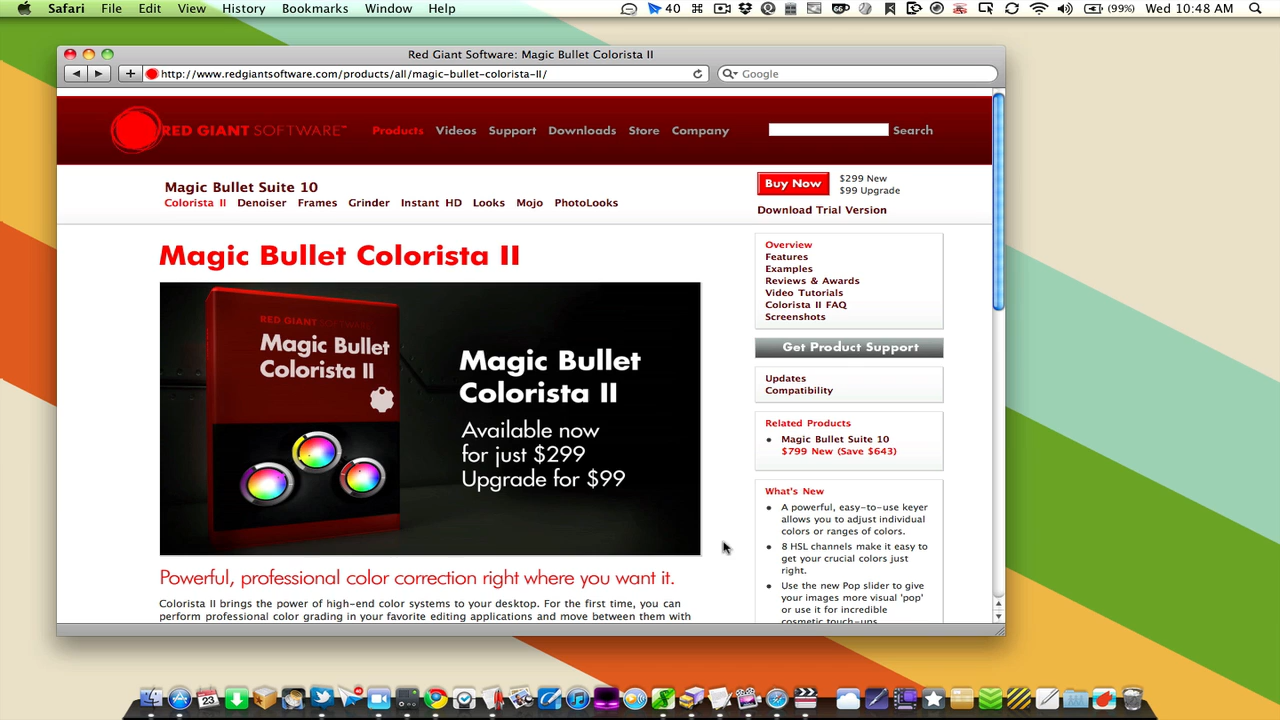 Safari File Edit View History Bookmarks Window Help 40 (99%) Wed 10:48 AM
Red Giant Software: Magic Bullet Colorista II
http://www.redgiantsoftware.com/products/all/magic-bullet-colorista-II/ Google
RED GIANT SOFTWARE™ Products Videos Support Downloads Store Company Search
Magic Bullet Suite 10
Colorista II Denoiser Frames Grinder Instant HD Looks Mojo PhotoLooks
Buy Now
$299 New
$99 Upgrade
Download Trial Version
Magic Bullet Colorista II
RED GIANT SOFTWARE
Magic Bullet
Colorista II
Magic Bullet
Colorista II
Available now
for just $299
Upgrade for $99
Powerful, professional color correction right where you want it.
Colorista II brings the power of high-end color systems to your desktop. For the first time, you can
perform professional color grading in your favorite editing applications and move between them with
Overview
Features
Examples
Reviews & Awards
Video Tutorials
Colorista II FAQ
Screenshots
Get Product Support
Updates
Compatibility
Related Products
Magic Bullet Suite 10
$799 New (Save $643)
What's New
A powerful, easy-to-use keyer
allows you to adjust individual
colors or ranges of colors.
8 HSL channels make it easy to
get your crucial colors just
right.
Use the new Pop slider to give
your images more visual 'pop'
or use it for incredible
cosmetic touch-ups
23